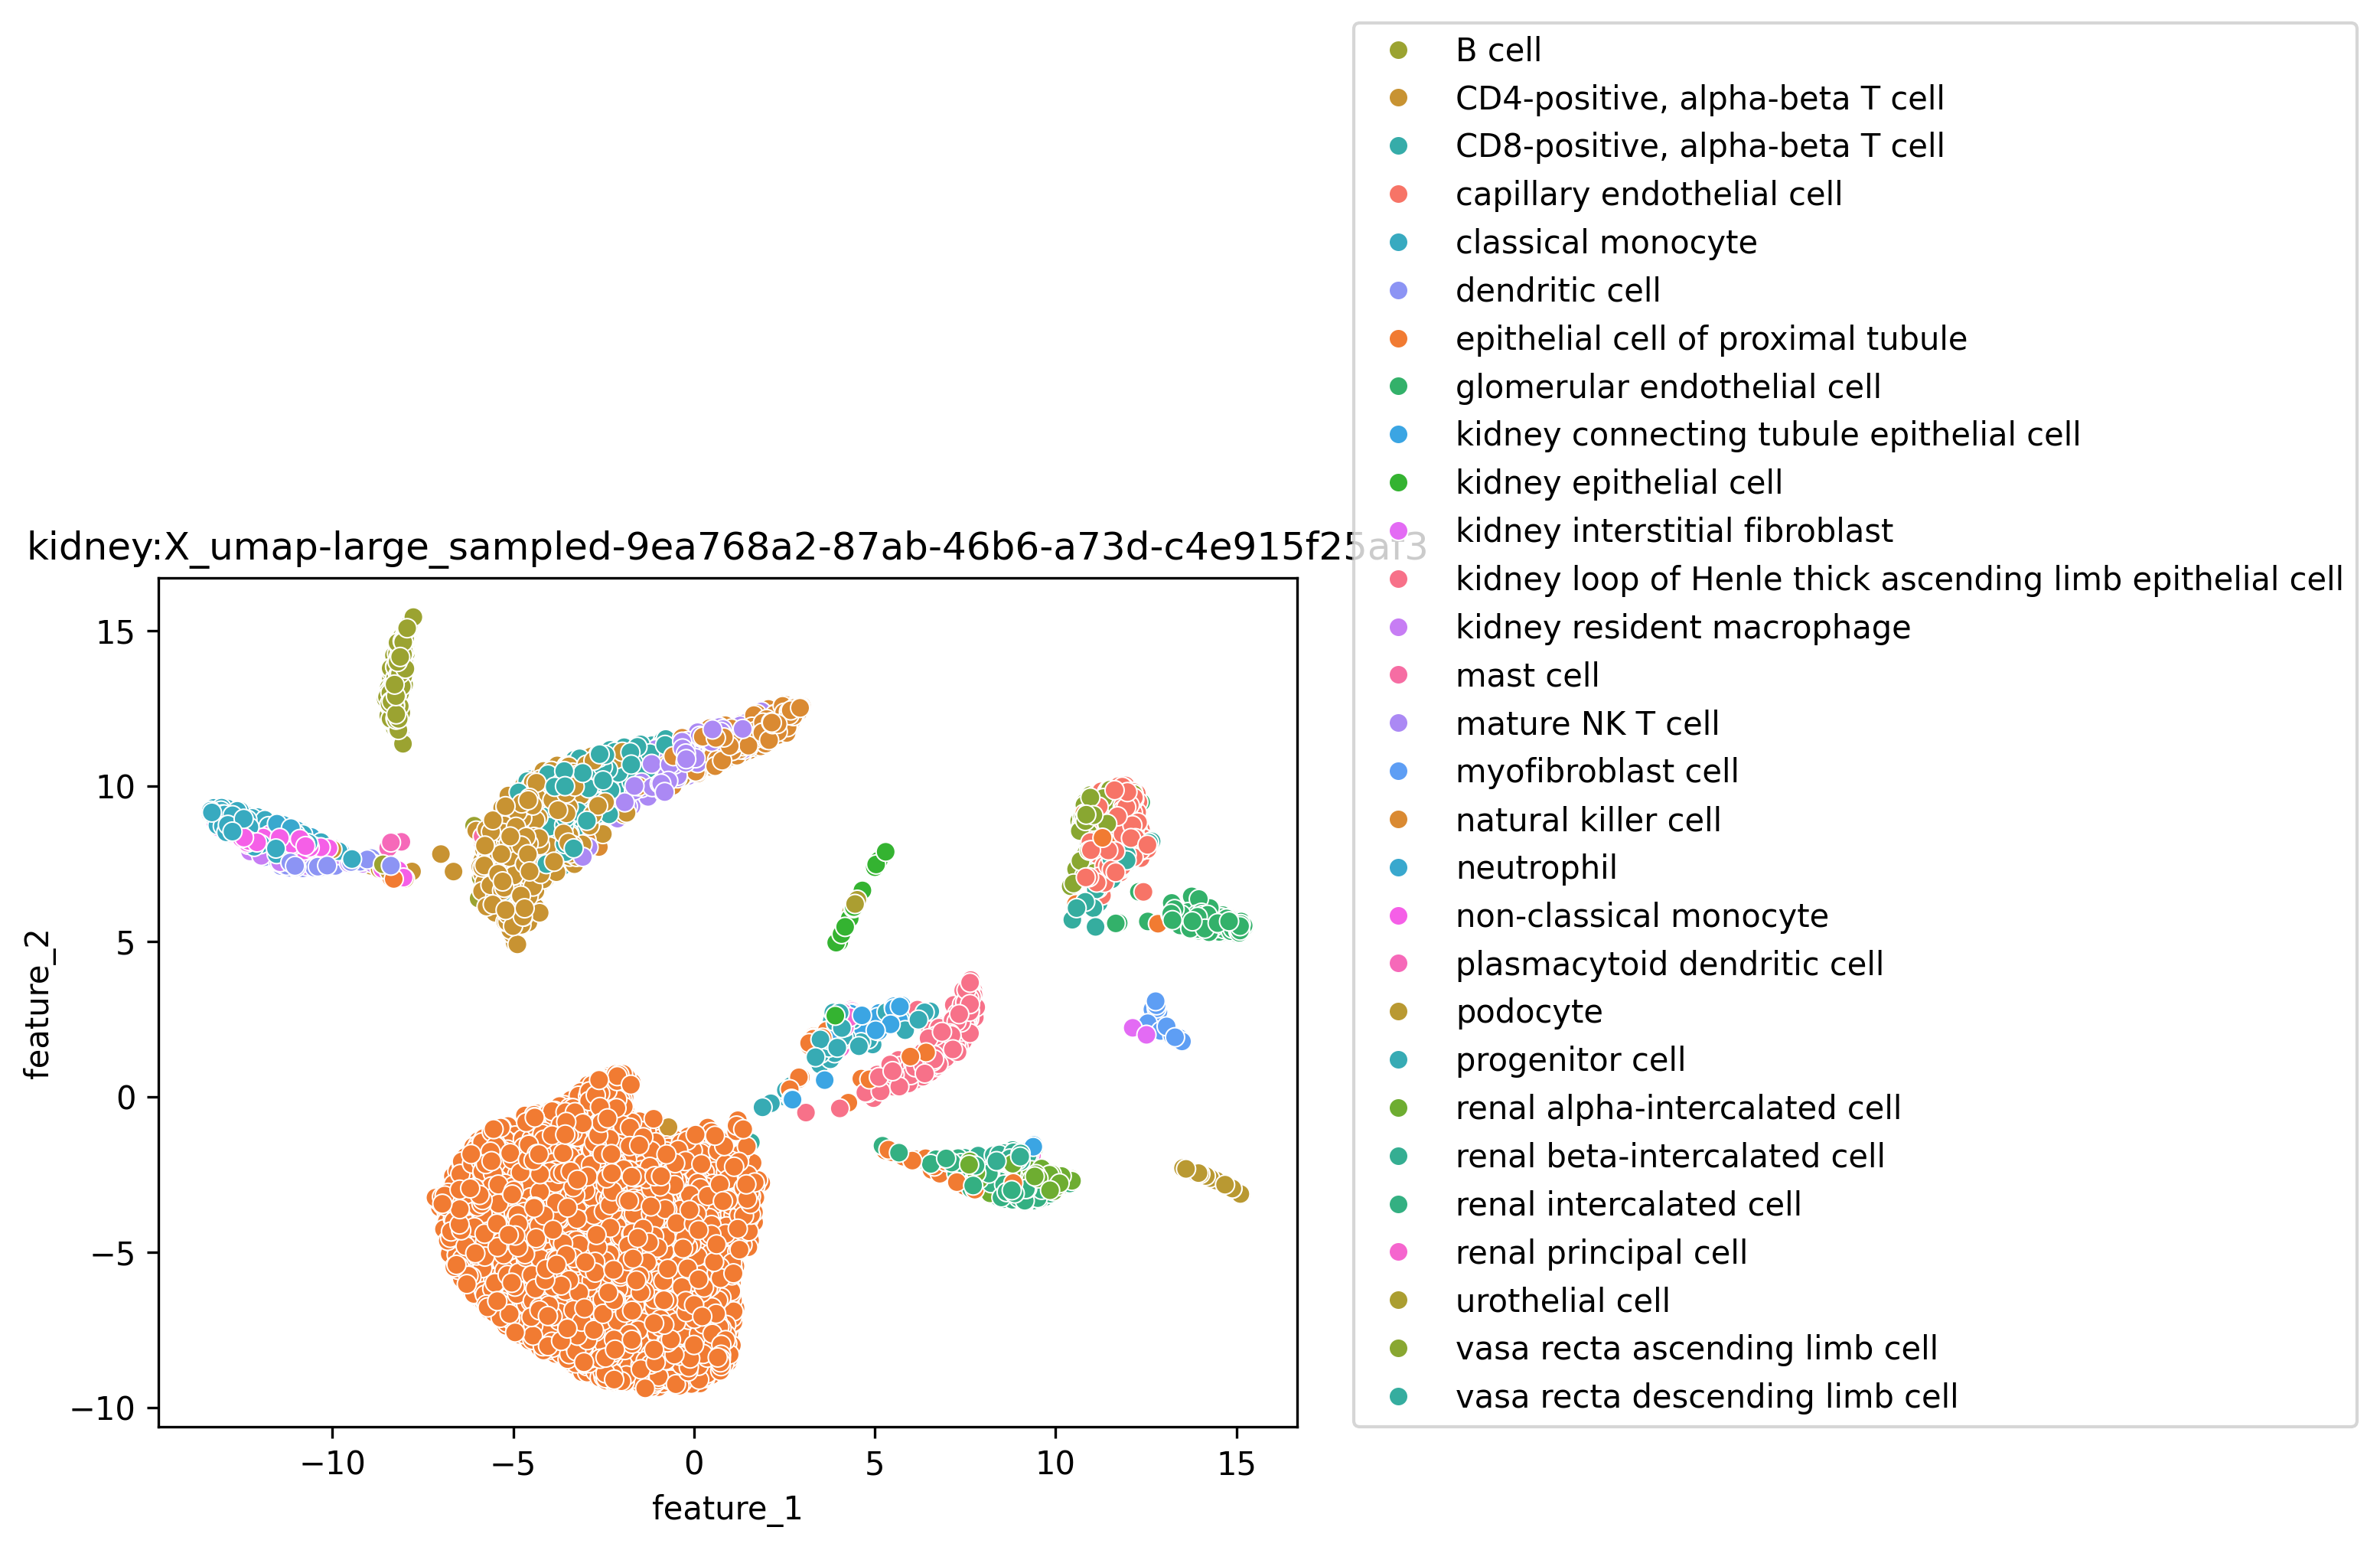 kidney:X_umap-large_sampled-9ea768a2-87ab-46b6-a73d-c4e915f25af3
15
10
5
0
−5
−10
feature_2
−10
−5
0
5
10
15
feature_1
B cell
CD4-positive, alpha-beta T cell
CD8-positive, alpha-beta T cell
capillary endothelial cell
classical monocyte
dendritic cell
epithelial cell of proximal tubule
glomerular endothelial cell
kidney connecting tubule epithelial cell
kidney epithelial cell
kidney interstitial fibroblast
kidney loop of Henle thick ascending limb epithelial cell
kidney resident macrophage
mast cell
mature NK T cell
myofibroblast cell
natural killer cell
neutrophil
non-classical monocyte
plasmacytoid dendritic cell
podocyte
progenitor cell
renal alpha-intercalated cell
renal beta-intercalated cell
renal intercalated cell
renal principal cell
urothelial cell
vasa recta ascending limb cell
vasa recta descending limb cell